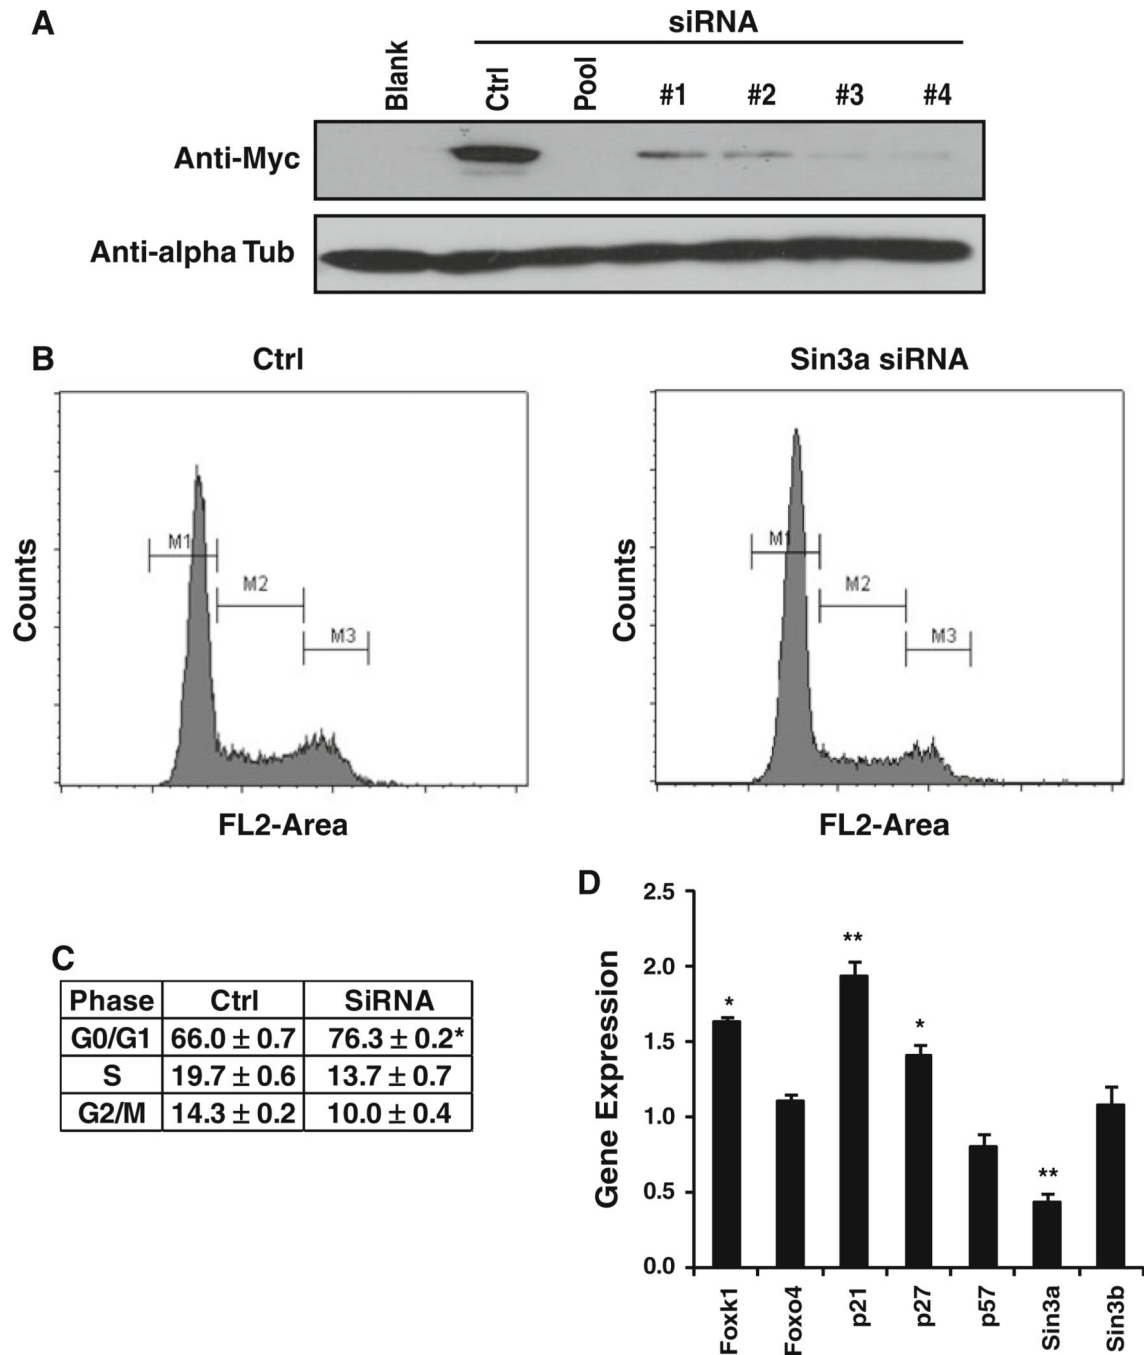 A
siRNA
Blank
Ctrl
Pool
#1
#2
#3
#4
Anti-Myc
Anti-alpha Tub
B
Ctrl
Sin3a siRNA
Counts
M1
M2
M3
FL2-Area
Counts
M1
M2
M3
FL2-Area
C
Phase Ctrl SiRNA
G0/G1 66.0 ± 0.7 76.3 ± 0.2*
S 19.7 ± 0.6 13.7 ± 0.7
G2/M 14.3 ± 0.2 10.0 ± 0.4
D
Gene Expression
2.5
2.0
1.5
1.0
0.5
0.0
*
**
*
**
Foxk1
Foxo4
p21
p27
p57
Sin3a
Sin3b